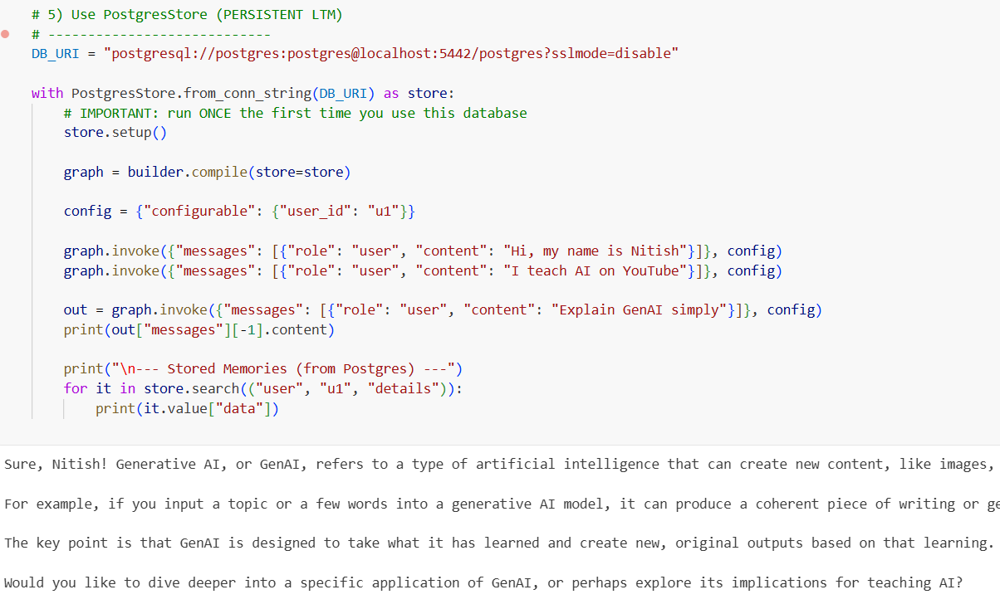 # 5) Use PostgresStore (PERSISTENT LTM)
# ----------------------------
DB_URI = "postgresql://postgres:postgres@localhost:5442/postgres?sslmode=disable"
with PostgresStore.from_conn_string(DB_URI) as store:
# IMPORTANT: run ONCE the first time you use this database
store.setup()
graph = builder.compile(store=store)
config = {"configurable": {"user_id": "u1"}}
graph.invoke({"messages": [{"role": "user", "content": "Hi, my name is Nitish"}]}, config)
graph.invoke({"messages": [{"role": "user", "content": "I teach AI on YouTube"}]}, config)
out = graph.invoke({"messages": [{"role": "user", "content": "Explain GenAI simply"}]}, config)
print(out["messages"][-1].content)
print("\n--- Stored Memories (from Postgres) ---")
for it in store.search(("user", "u1", "details")):
print(it.value["data"])
Sure, Nitish! Generative AI, or GenAI, refers to a type of artificial intelligence that can create new content, like images,
For example, if you input a topic or a few words into a generative AI model, it can produce a coherent piece of writing or
The key point is that GenAI is designed to take what it has learned and create new, original outputs based on that learning.
Would you like to dive deeper into a specific application of GenAI, or perhaps explore its implications for teaching AI?